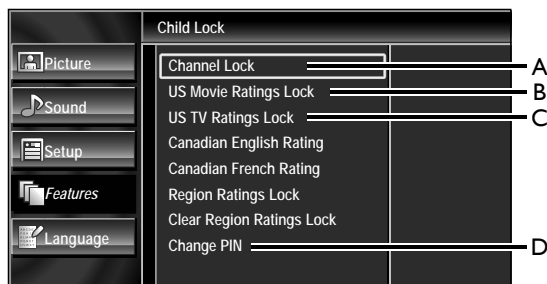 Child Lock
Picture
Sound
Setup
Features
Language
Channel Lock
US Movie Ratings Lock
US TV Ratings Lock
Canadian English Rating
Canadian French Rating
Region Ratings Lock
Clear Region Ratings Lock
Change PIN
A
B
C
D